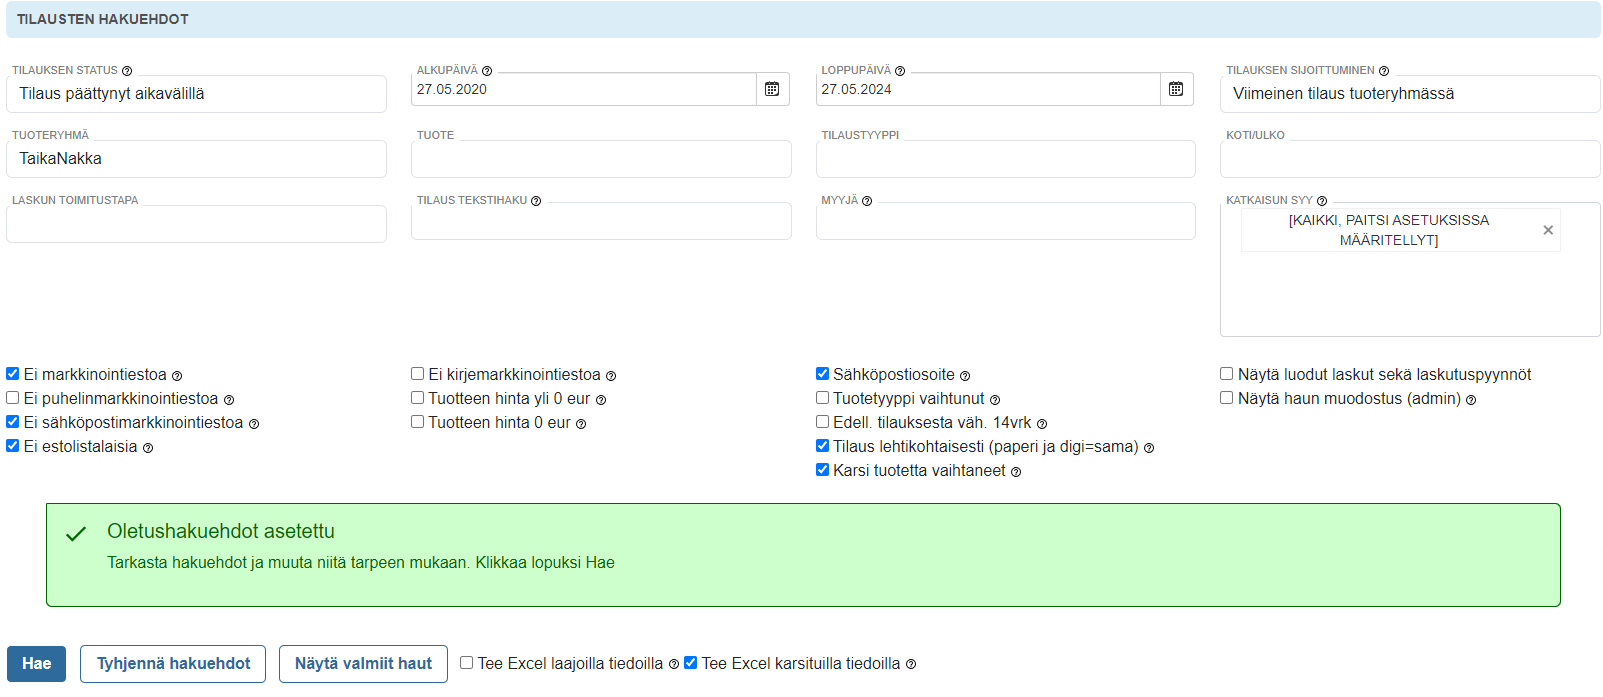 TILAUSTEN HAKUEHDOT
TILAUKSEN STATUS
ALKUPÄIVÄ
LOPPUPÄIVÄ
TILAUKSEN SIJOITTUMINEN
Tilaus päättynyt aikavälillä
27.05.2020
27.05.2024
Viimeinen tilaus tuoteryhmässä
TUOTERYHMÄ
TUOTE
TILAUSTYYPPI
KOTI/ULKO
TaikaNakka
LASKUN TOIMITUSTAPA
TILAUS TEKSTIHAKU
MYYJÄ
KATKAISUN SYY
[KAIKKI, PAITSI ASETUKSISSA
MÄÄRITELLYT]
Ei markkinointiestoa
Ei kirjemarkkinointiestoa
Sähköpostiosoite
Näytä luodut laskut sekä laskutuspyynnöt
Ei puhelinmarkkinointiestoa
Tuotteen hinta yli 0 eur
Tuotetyyppi vaihtunut
Näytä haun muodostus (admin)
Ei sähköpostimarkkinointiestoa
Tuotteen hinta 0 eur
Edell. tilauksesta väh. 14vrk
Ei estolistalaisia
Tilaus lehtikohtaisesti (paperi ja digi=sama)
Karsi tuotetta vaihtaneet
Oletushakuehdot asetettu
Tarkasta hakuehdot ja muuta niitä tarpeen mukaan. Klikkaa lopuksi Hae
Hae
Tyhjennä hakuehdot
Näytä valmiit haut
Tee Excel laajoilla tiedoilla
Tee Excel karsituilla tiedoilla